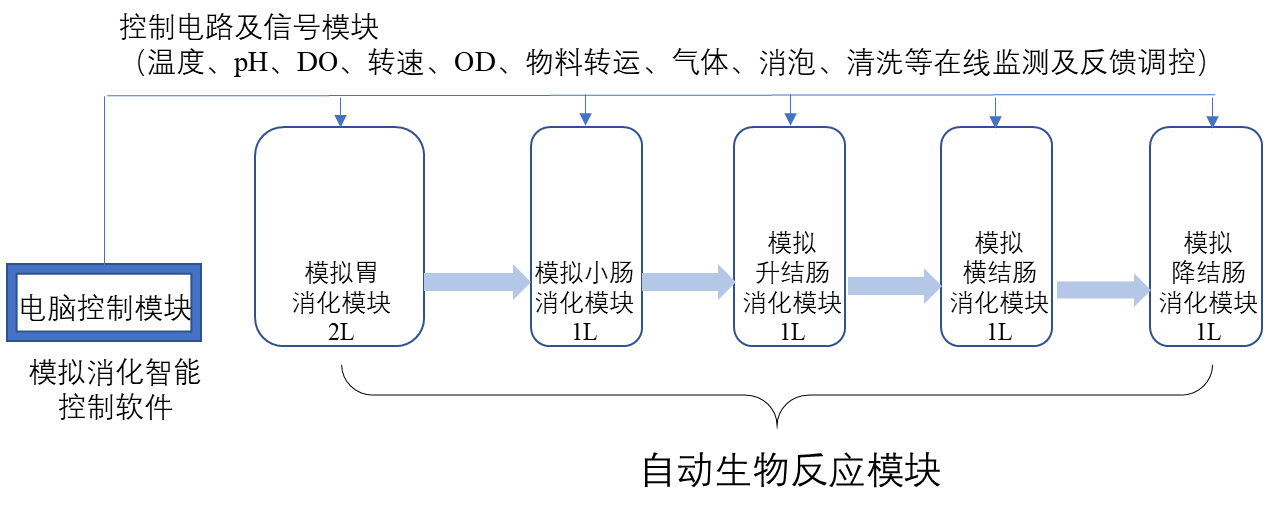 控制电路及信号模块
（温度、pH、DO、转速、OD、物料转运、气体、消泡、清洗等在线监测及反馈调控）
电脑控制模块
模拟消化智能
控制软件
模拟胃
消化模块
2L
模拟小肠
消化模块
1L
模拟
升结肠
消化模块
1L
模拟
横结肠
消化模块
1L
模拟
降结肠
消化模块
1L
自动生物反应模块